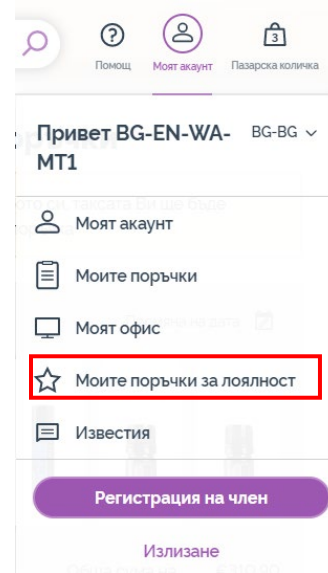 3
Помощ
Моят акаунт
Пазарска количка
Привет BG-EN-WA-MT1
BG-BG
Моят акаунт
Моите поръчки
Моят офис
Моите поръчки за лоялност
Известия
Регистрация на член
Излизане